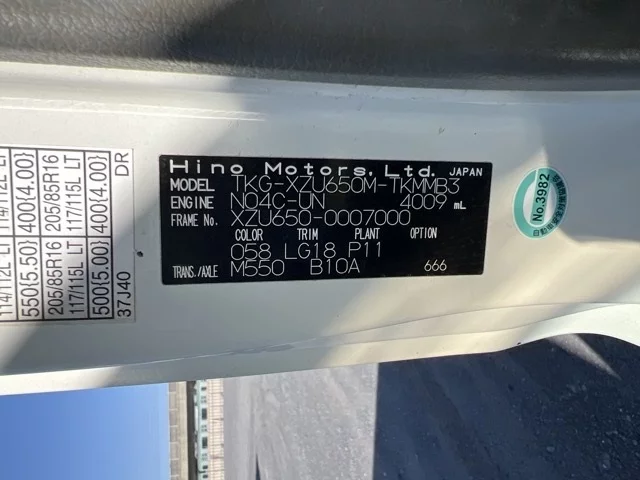 Hino Motors, Ltd. JAPAN
MODEL TKG-XZU650M-TKMMB3
ENGINE N04C-UN 4009 mL
FRAME NO. XZU650-0007000
COLOR TRIM PLANT OPTION
058 LG18 P11
TRANS./AXLE M550 B10A 666
No.3982
114/112L LT
550(5.50)
205/85R16
117/115L LT
500(5.00)
37J40
400(4.00)
205/85R16
117/115L LT
400(4.00)
DR